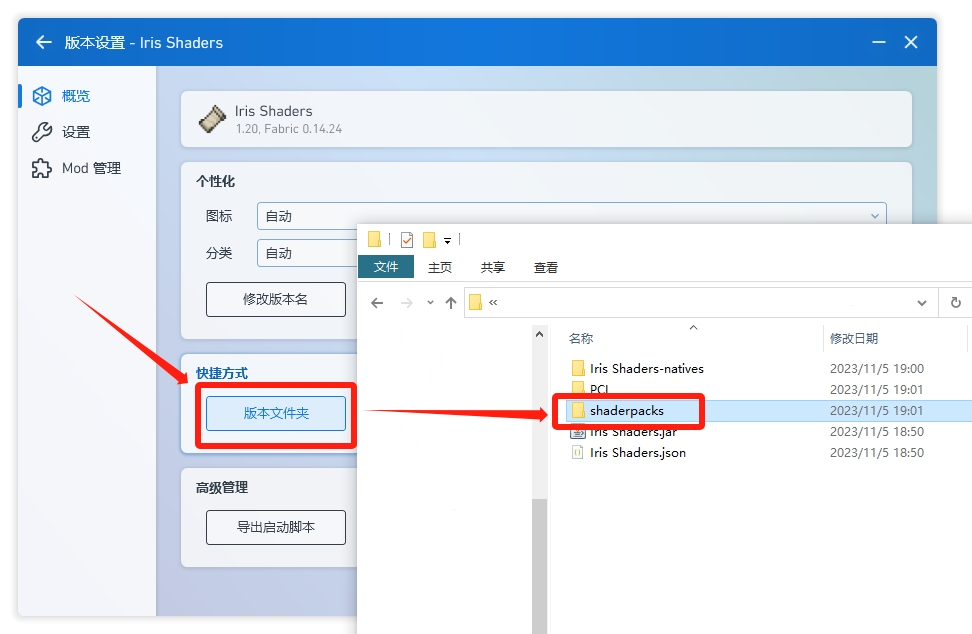 版本设置 - Iris Shaders
概览
设置
Mod 管理
Iris Shaders
1.20, Fabric 0.14.24
个性化
图标 自动
分类 自动
修改版本名
快捷方式
版本文件夹
高级管理
导出启动脚本
文件 主页 共享 查看
«
名称 修改日期
Iris Shaders-natives 2023/11/5 19:00
PCL 2023/11/5 19:01
shaderpacks 2023/11/5 19:01
Iris Shaders.jar 2023/11/5 18:50
Iris Shaders.json 2023/11/5 18:50